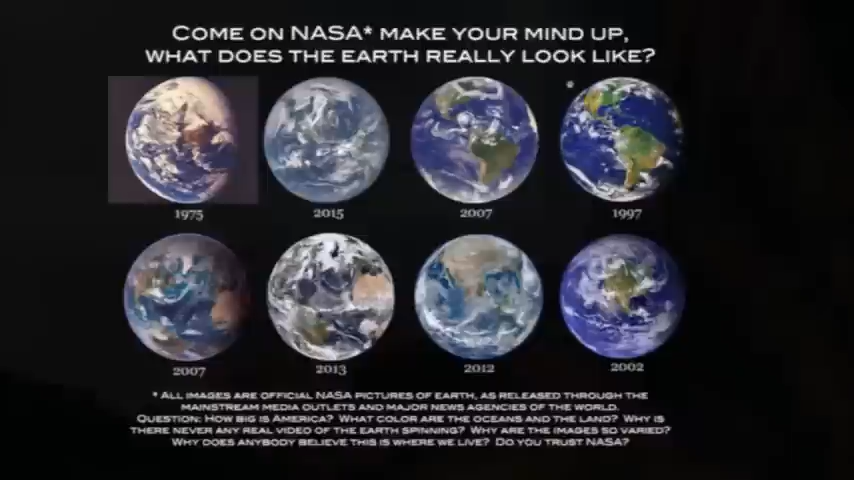 COME ON NASA* MAKE YOUR MIND UP,
WHAT DOES THE EARTH REALLY LOOK LIKE?
1975 2015 2007 1997
2007 2013 2012 2002
* ALL IMAGES ARE OFFICIAL NASA PICTURES OF EARTH, AS RELEASED THROUGH THE
MAINSTREAM MEDIA OUTLETS AND MAJOR NEWS AGENCIES OF THE WORLD.
QUESTION: HOW BIG IS AMERICA? WHAT COLOR ARE THE OCEANS AND THE LAND? WHY IS
THERE NEVER ANY REAL VIDEO OF THE EARTH SPINNING? WHY ARE THE IMAGES SO VARIED?
WHY DOES ANYBODY BELIEVE THIS IS WHERE WE LIVE? DO YOU TRUST NASA?